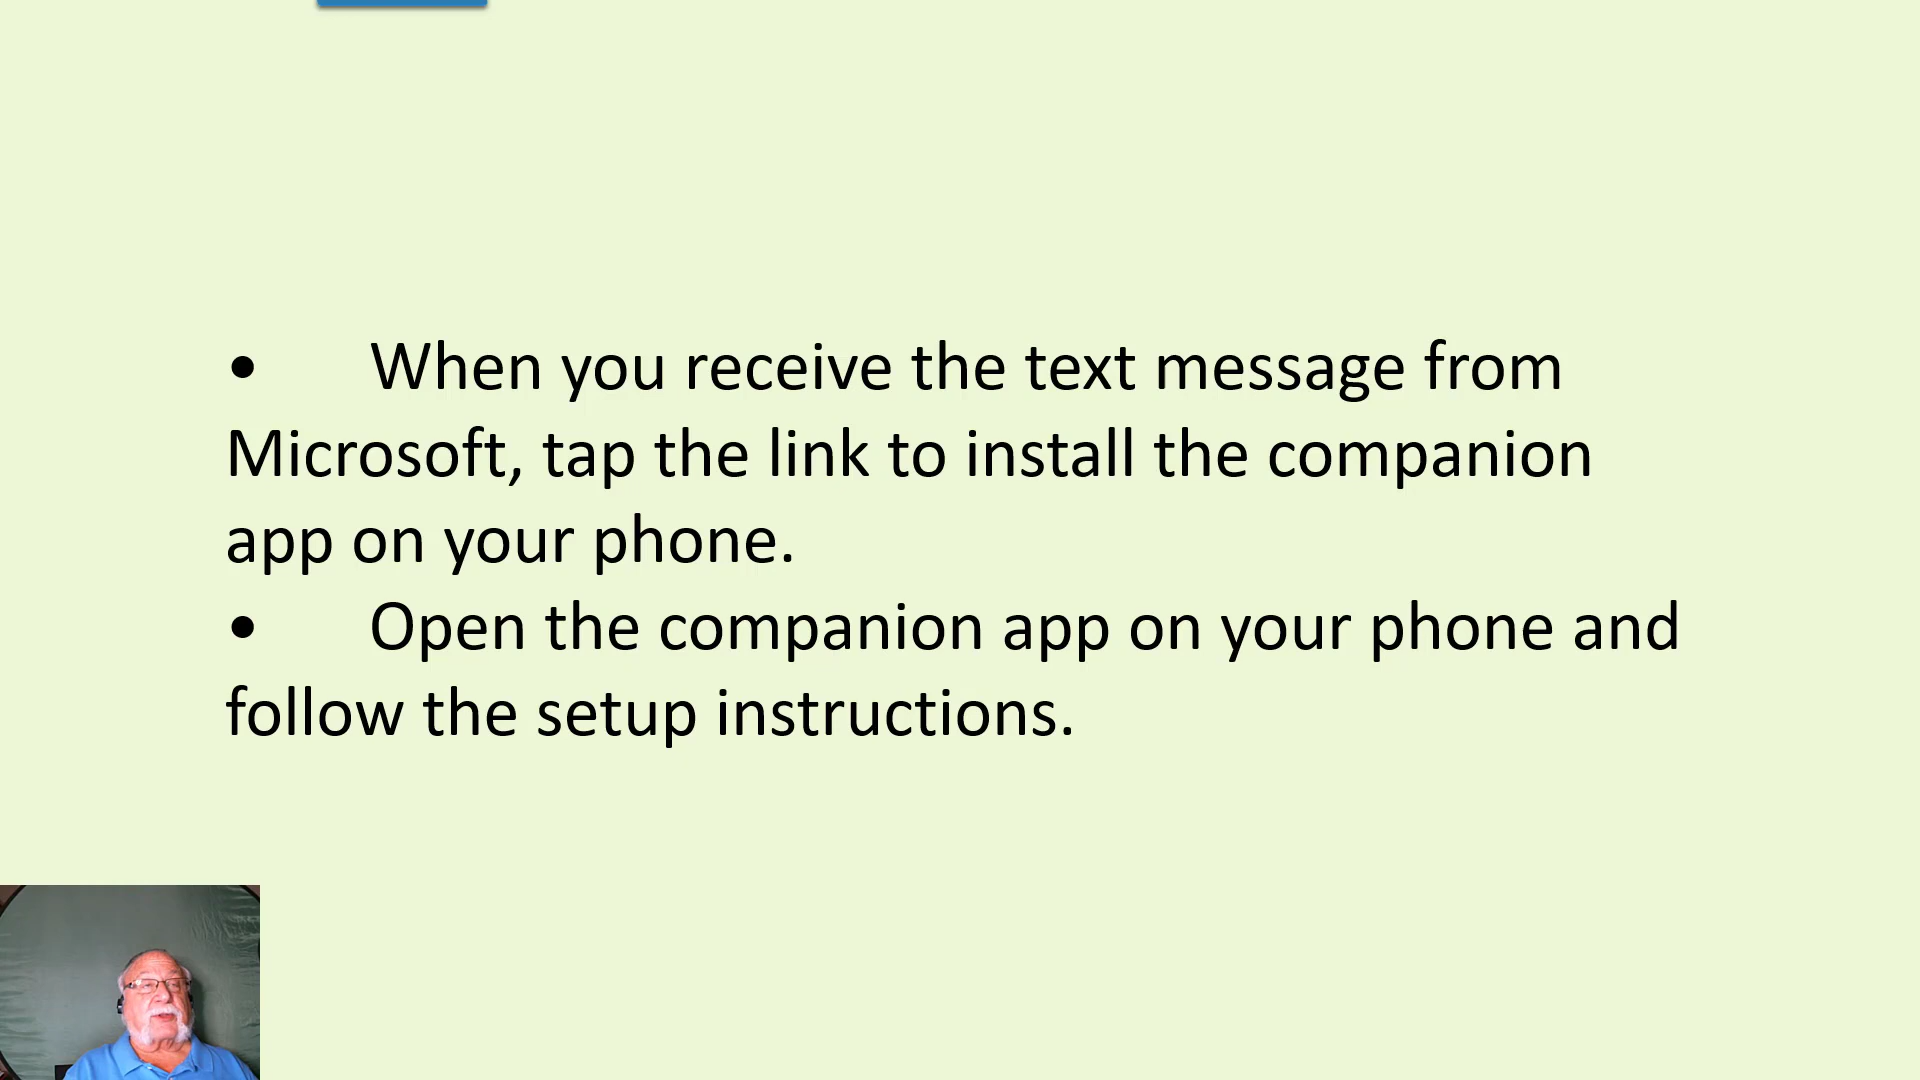 • When you receive the text message from
Microsoft, tap the link to install the companion
app on your phone.
• Open the companion app on your phone and
follow the setup instructions.